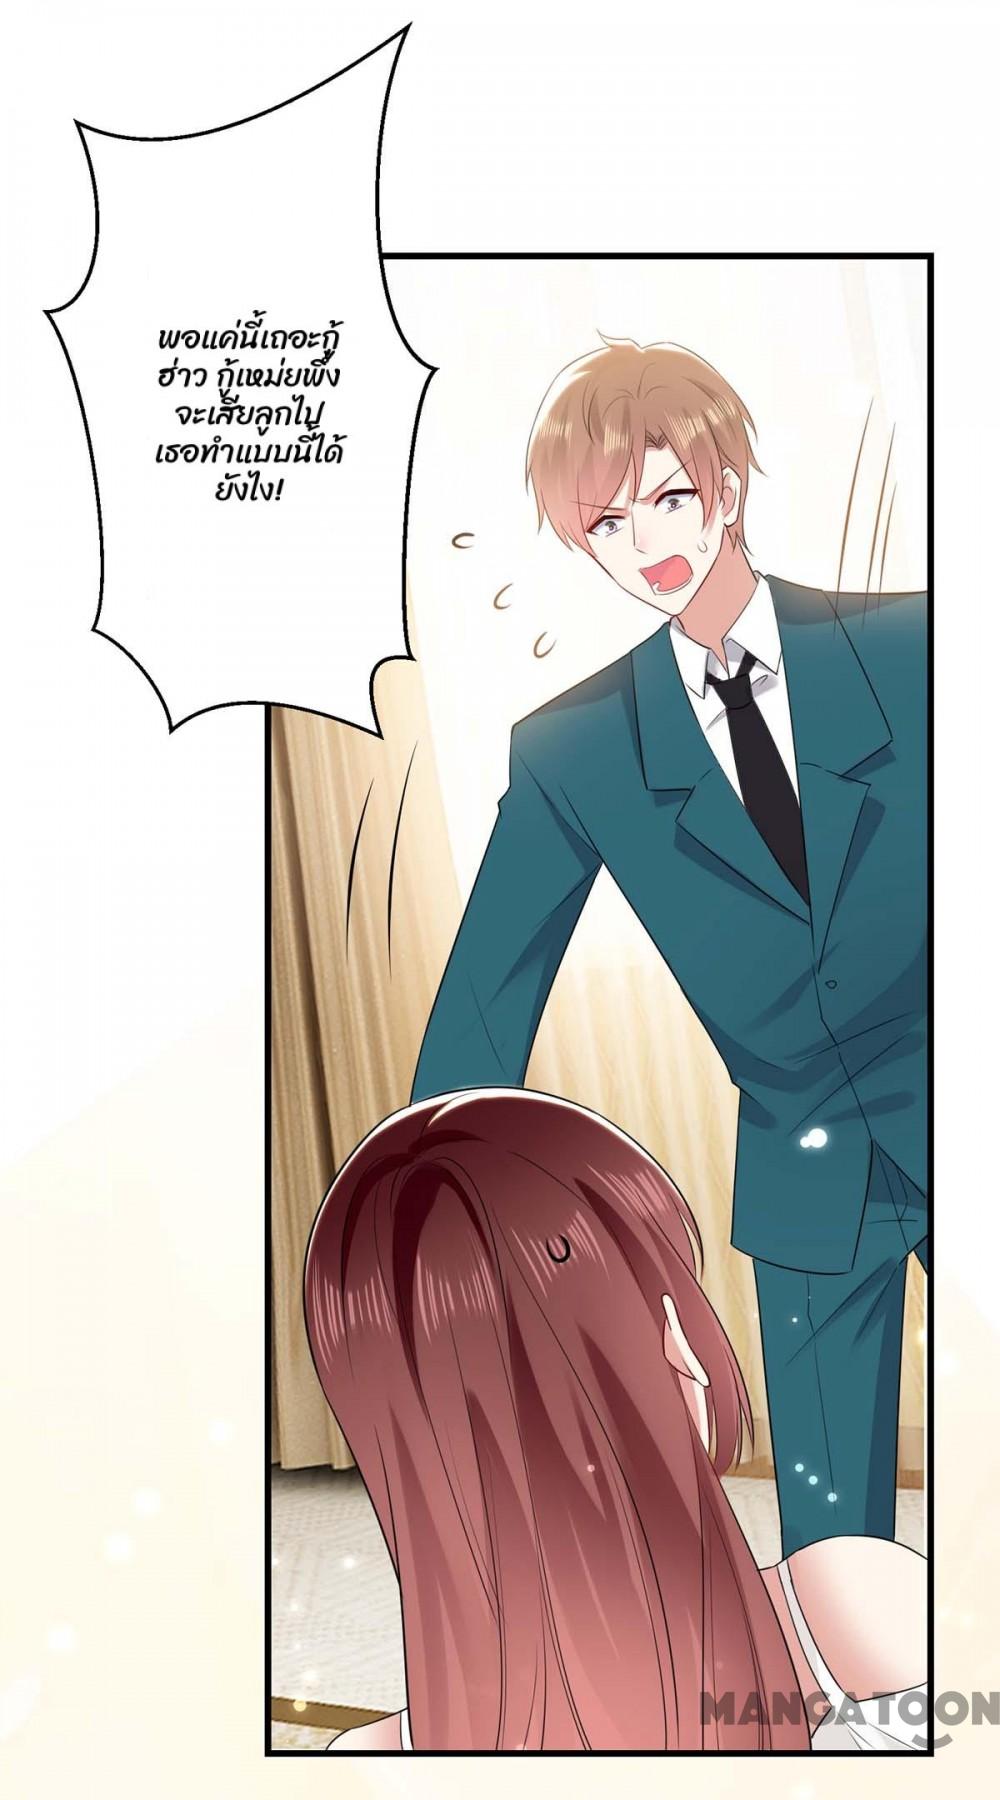 พอแค่นี้เถอะกู้
ฮ่าว กู้เหม่ยพึ่ง
จะเสียลูกไป
เธอทำแบบนี้ได้
ยังไง!
MANGATOON